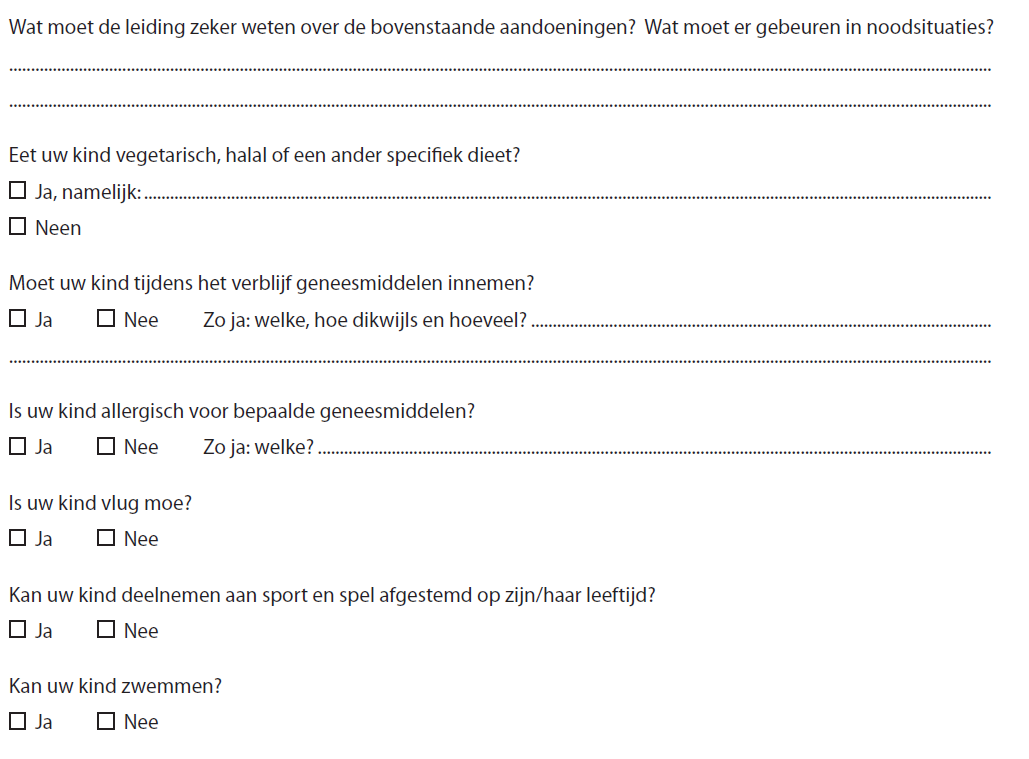 Wat moet de leiding zeker weten over de bovenstaande aandoeningen? Wat moet er gebeuren in noodsituaties?
Eet uw kind vegetarisch, halal of een ander specifiek dieet?
Ja, namelijk:
Neen
Moet uw kind tijdens het verblijf geneesmiddelen innemen?
Ja Nee Zo ja: welke, hoe dikwijls en hoeveel?
Is uw kind allergisch voor bepaalde geneesmiddelen?
Ja Nee Zo ja: welke?
Is uw kind vlug moe?
Ja Nee
Kan uw kind deelnemen aan sport en spel afgestemd op zijn/haar leeftijd?
Ja Nee
Kan uw kind zwemmen?
Ja Nee